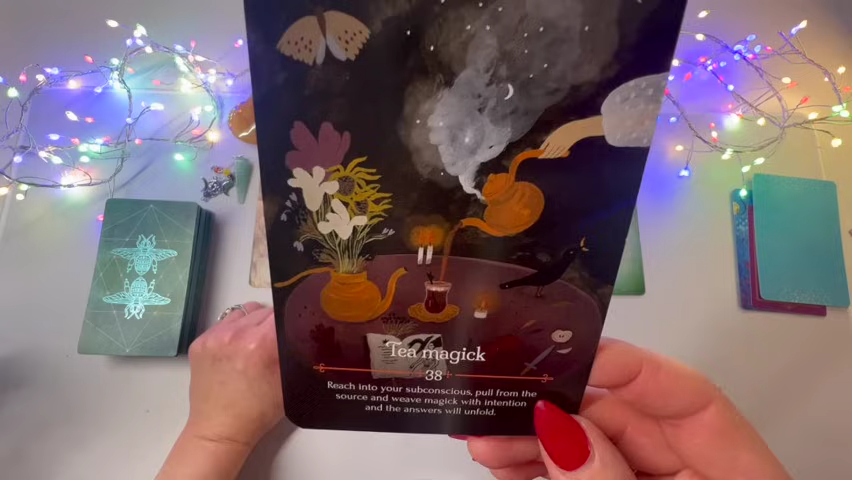 Tea magick
38
Reach into your subconscious, pull from the
source and weave magick with intention
and the answers will unfold.